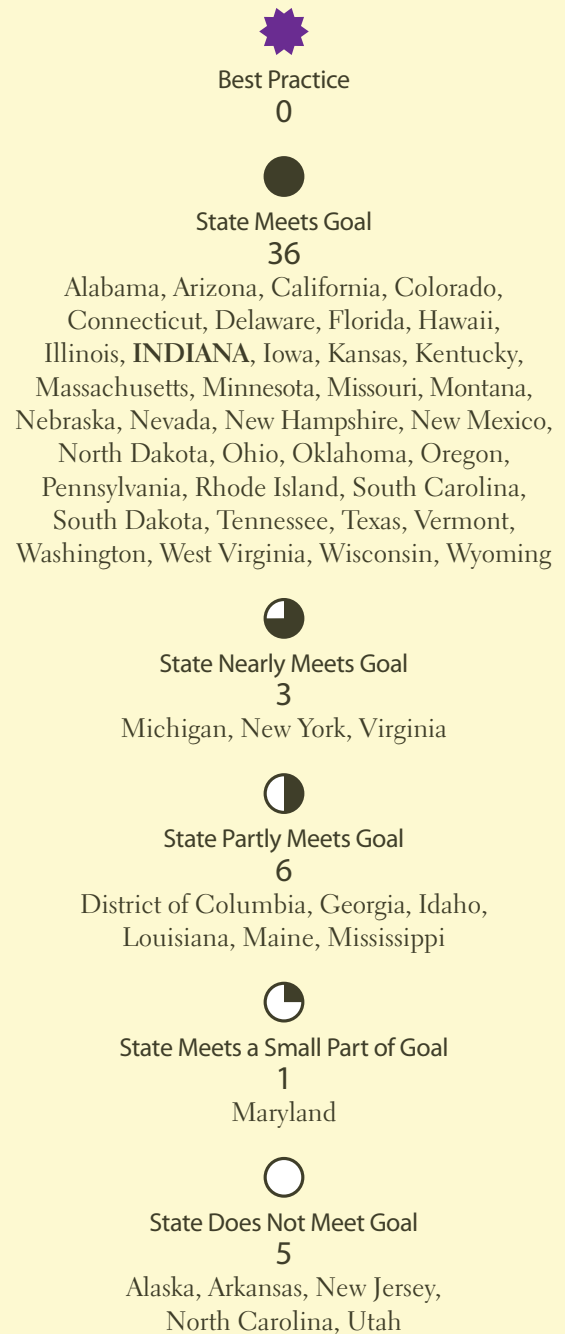 Best Practice
0
State Meets Goal
36
Alabama, Arizona, California, Colorado,
Connecticut, Delaware, Florida, Hawaii,
Illinois, INDIANA, Iowa, Kansas, Kentucky,
Massachusetts, Minnesota, Missouri, Montana,
Nebraska, Nevada, New Hampshire, New Mexico,
North Dakota, Ohio, Oklahoma, Oregon,
Pennsylvania, Rhode Island, South Carolina,
South Dakota, Tennessee, Texas, Vermont,
Washington, West Virginia, Wisconsin, Wyoming
State Nearly Meets Goal
3
Michigan, New York, Virginia
State Partly Meets Goal
6
District of Columbia, Georgia, Idaho,
Louisiana, Maine, Mississippi
State Meets a Small Part of Goal
1
Maryland
State Does Not Meet Goal
5
Alaska, Arkansas, New Jersey,
North Carolina, Utah